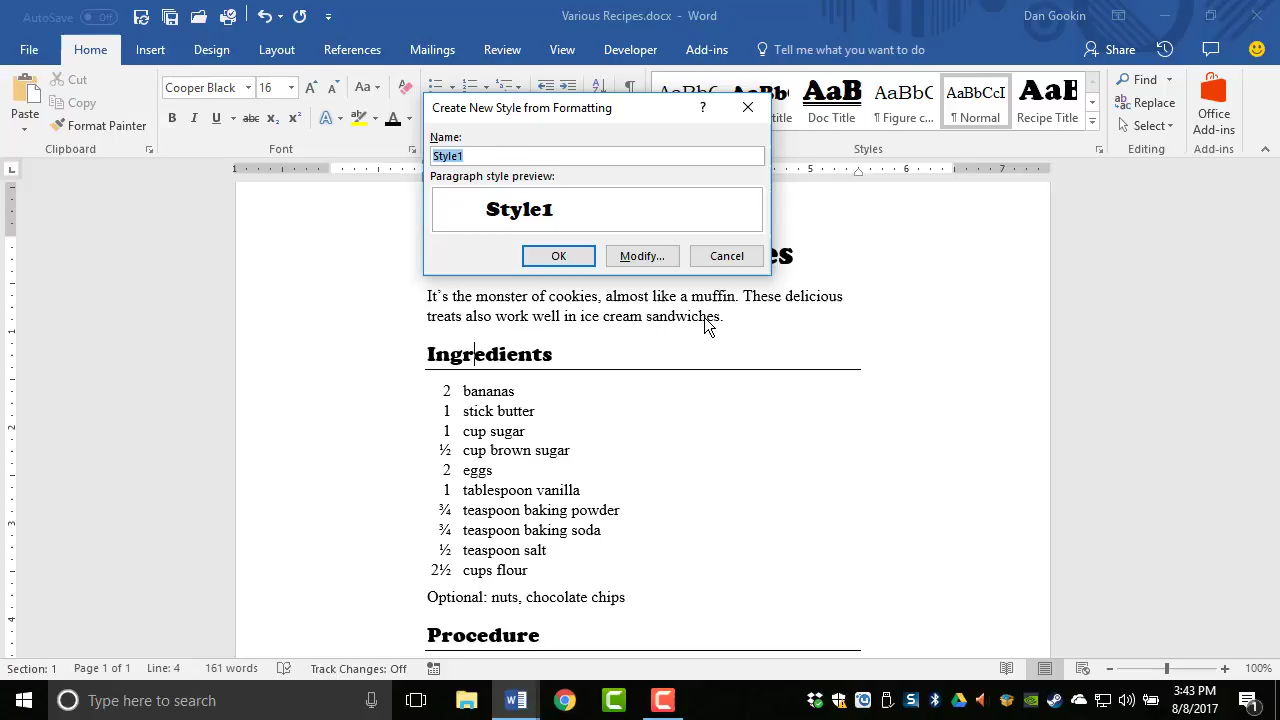 AutoSave Off
Various Recipes.docx - Word
Dan Gookin
File Home Insert Design Layout References Mailings Review View Developer Add-ins Tell me what you want to do Share
Paste
Cut
Copy
Format Painter
Clipboard
Cooper Black 16 Aa
B I U abc A A
Font
Create New Style from Formatting ? ×
Name:
Style1
Paragraph style preview:
Style1
OK Modify... Cancel
AaB AaBbC AaBbCcI AaB
Doc Title ¶ Figure c... ¶ Normal Recipe Title
Styles
Find
Replace
Select
Editing
Office
Add-ins
Add-ins
1 5 6 7
It's the monster of cookies, almost like a muffin. These delicious
treats also work well in ice cream sandwiches.
Ingredients
2 bananas
1 stick butter
1 cup sugar
½ cup brown sugar
2 eggs
1 tablespoon vanilla
¾ teaspoon baking powder
¾ teaspoon baking soda
½ teaspoon salt
2½ cups flour
Optional: nuts, chocolate chips
Procedure
Section: 1 Page 1 of 1 Line: 4 161 words Track Changes: Off 100%
Type here to search
3:43 PM
8/8/2017